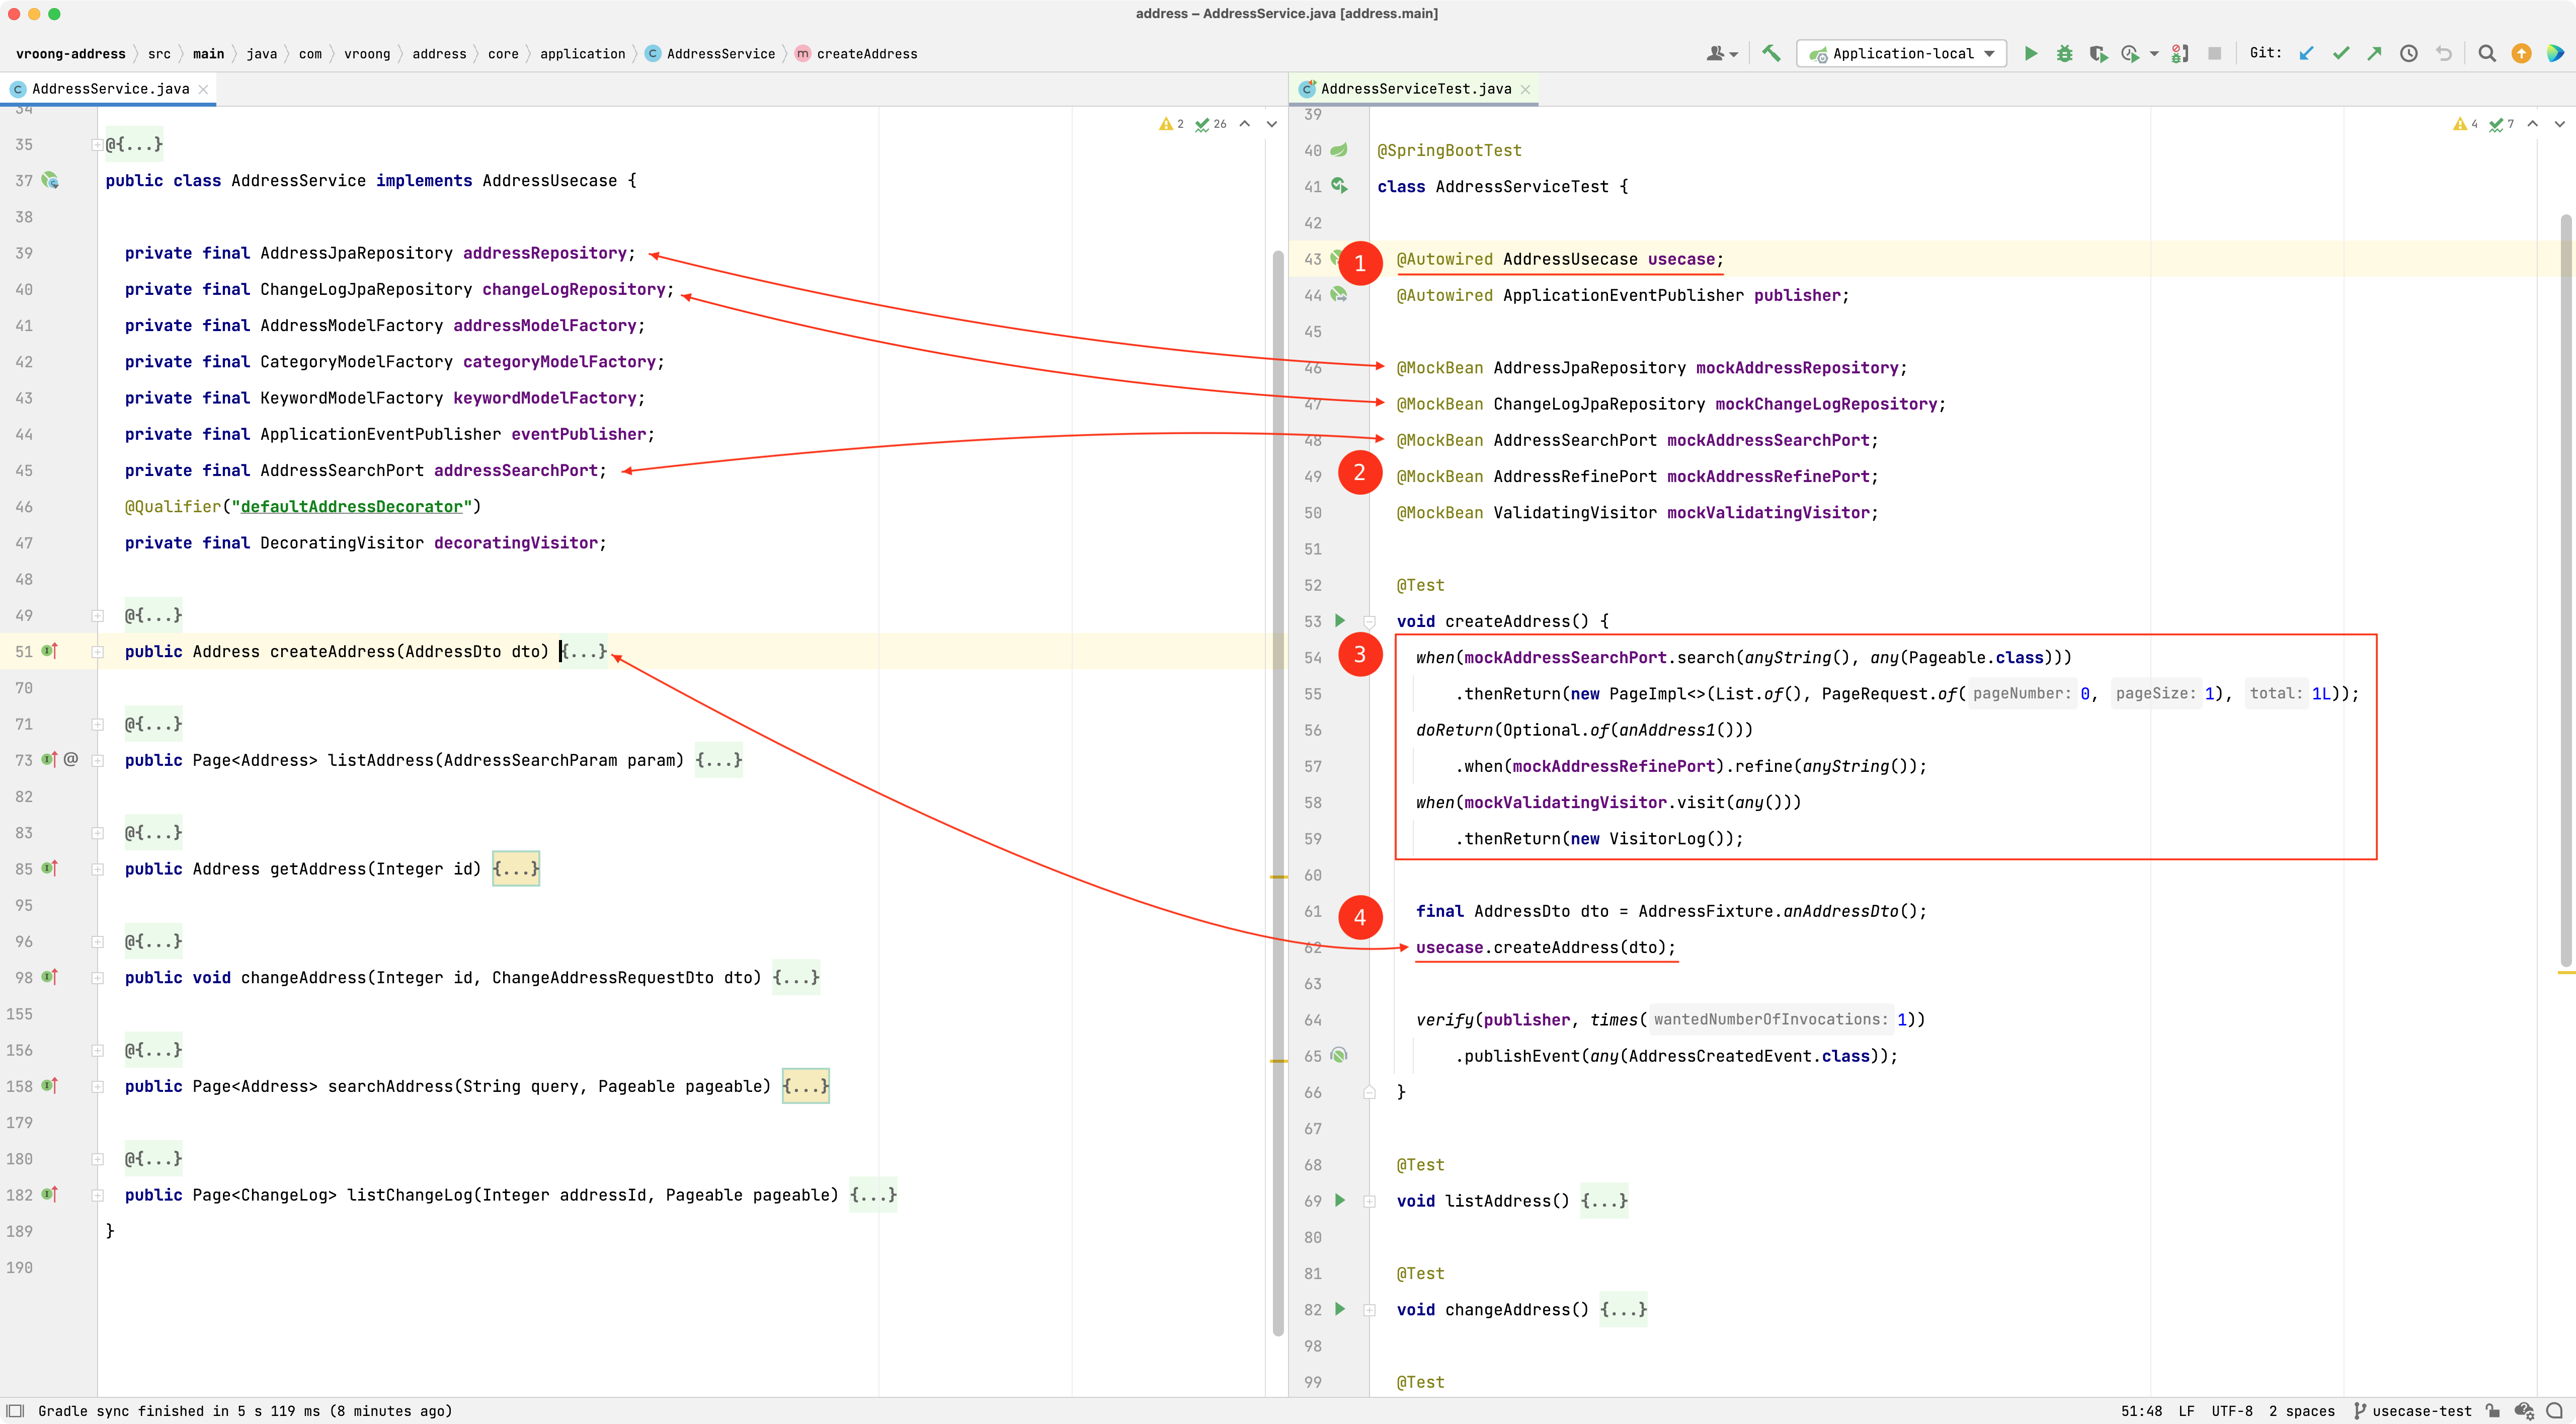 address – AddressService.java [address.main]
vroong-address src main java com vroong address core application AddressService createAddress
Application-local Git:
AddressService.java
34
2 26
35 @{...}
37 public class AddressService implements AddressUsecase {
38
39 private final AddressJpaRepository addressRepository;
40 private final ChangeLogJpaRepository changeLogRepository;
41 private final AddressModelFactory addressModelFactory;
42 private final CategoryModelFactory categoryModelFactory;
43 private final KeywordModelFactory keywordModelFactory;
44 private final ApplicationEventPublisher eventPublisher;
45 private final AddressSearchPort addressSearchPort;
46 @Qualifier("defaultAddressDecorator")
47 private final DecoratingVisitor decoratingVisitor;
48
49 @{...}
51 public Address createAddress(AddressDto dto) {...}
70
71 @{...}
73 @ public Page<Address> listAddress(AddressSearchParam param) {...}
82
83 @{...}
85 public Address getAddress(Integer id) {...}
95
96 @{...}
98 public void changeAddress(Integer id, ChangeAddressRequestDto dto) {...}
155
156 @{...}
158 public Page<Address> searchAddress(String query, Pageable pageable) {...}
179
180 @{...}
182 public Page<ChangeLog> listChangeLog(Integer addressId, Pageable pageable) {...}
189 }
190
AddressServiceTest.java
39
4 7
40 @SpringBootTest
41 class AddressServiceTest {
42
43 1 @Autowired AddressUsecase usecase;
44 @Autowired ApplicationEventPublisher publisher;
45
46 @MockBean AddressJpaRepository mockAddressRepository;
47 @MockBean ChangeLogJpaRepository mockChangeLogRepository;
48 @MockBean AddressSearchPort mockAddressSearchPort;
49 2 @MockBean AddressRefinePort mockAddressRefinePort;
50 @MockBean ValidatingVisitor mockValidatingVisitor;
51
52 @Test
53 void createAddress() {
54 3 when(mockAddressSearchPort.search(anyString(), any(Pageable.class)))
55 .thenReturn(new PageImpl<>(List.of(), PageRequest.of( pageNumber: 0, pageSize: 1), total: 1L));
56 doReturn(Optional.of(anAddress1()))
57 .when(mockAddressRefinePort).refine(anyString());
58 when(mockValidatingVisitor.visit(any()))
59 .thenReturn(new VisitorLog());
60
61 4 final AddressDto dto = AddressFixture.anAddressDto();
62 usecase.createAddress(dto);
63
64 verify(publisher, times( wantedNumberOfInvocations: 1))
65 .publishEvent(any(AddressCreatedEvent.class));
66 }
67
68 @Test
69 void listAddress() {...}
80
81 @Test
82 void changeAddress() {...}
98
99 @Test
Gradle sync finished in 5 s 119 ms (8 minutes ago) 51:48 LF UTF-8 2 spaces usecase-test